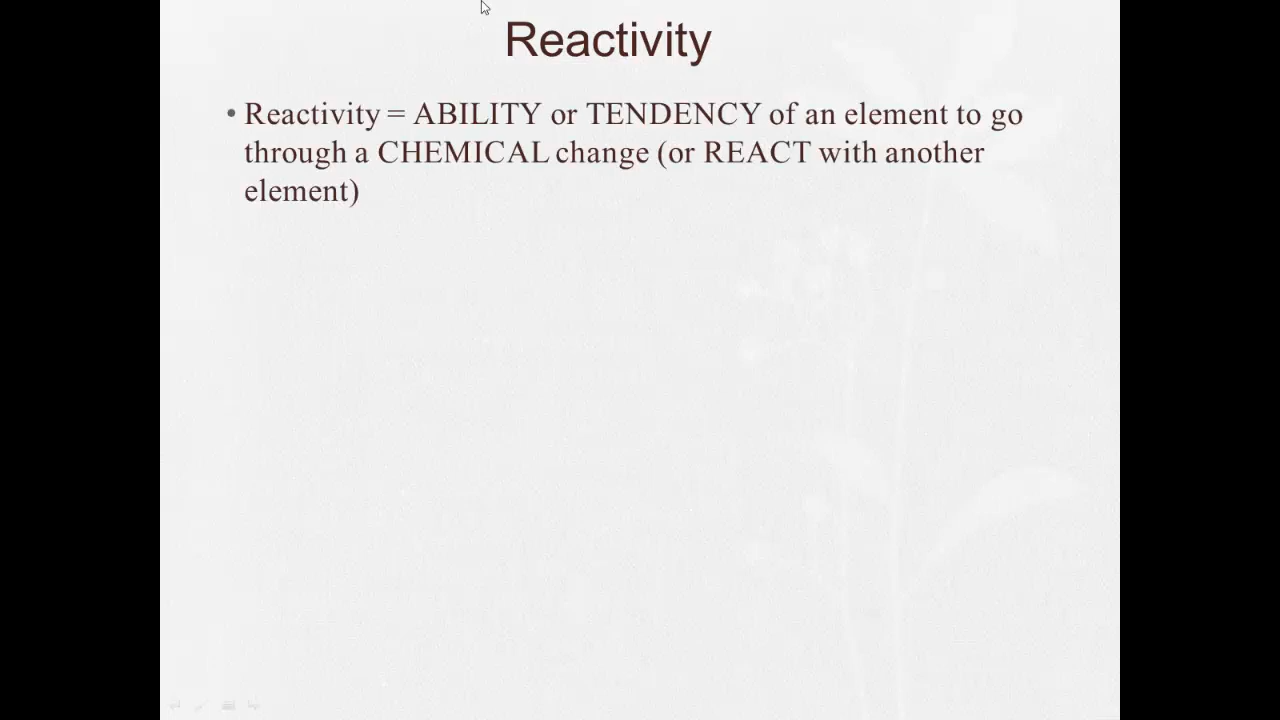 Reactivity
• Reactivity = ABILITY or TENDENCY of an element to go
through a CHEMICAL change (or REACT with another
element)